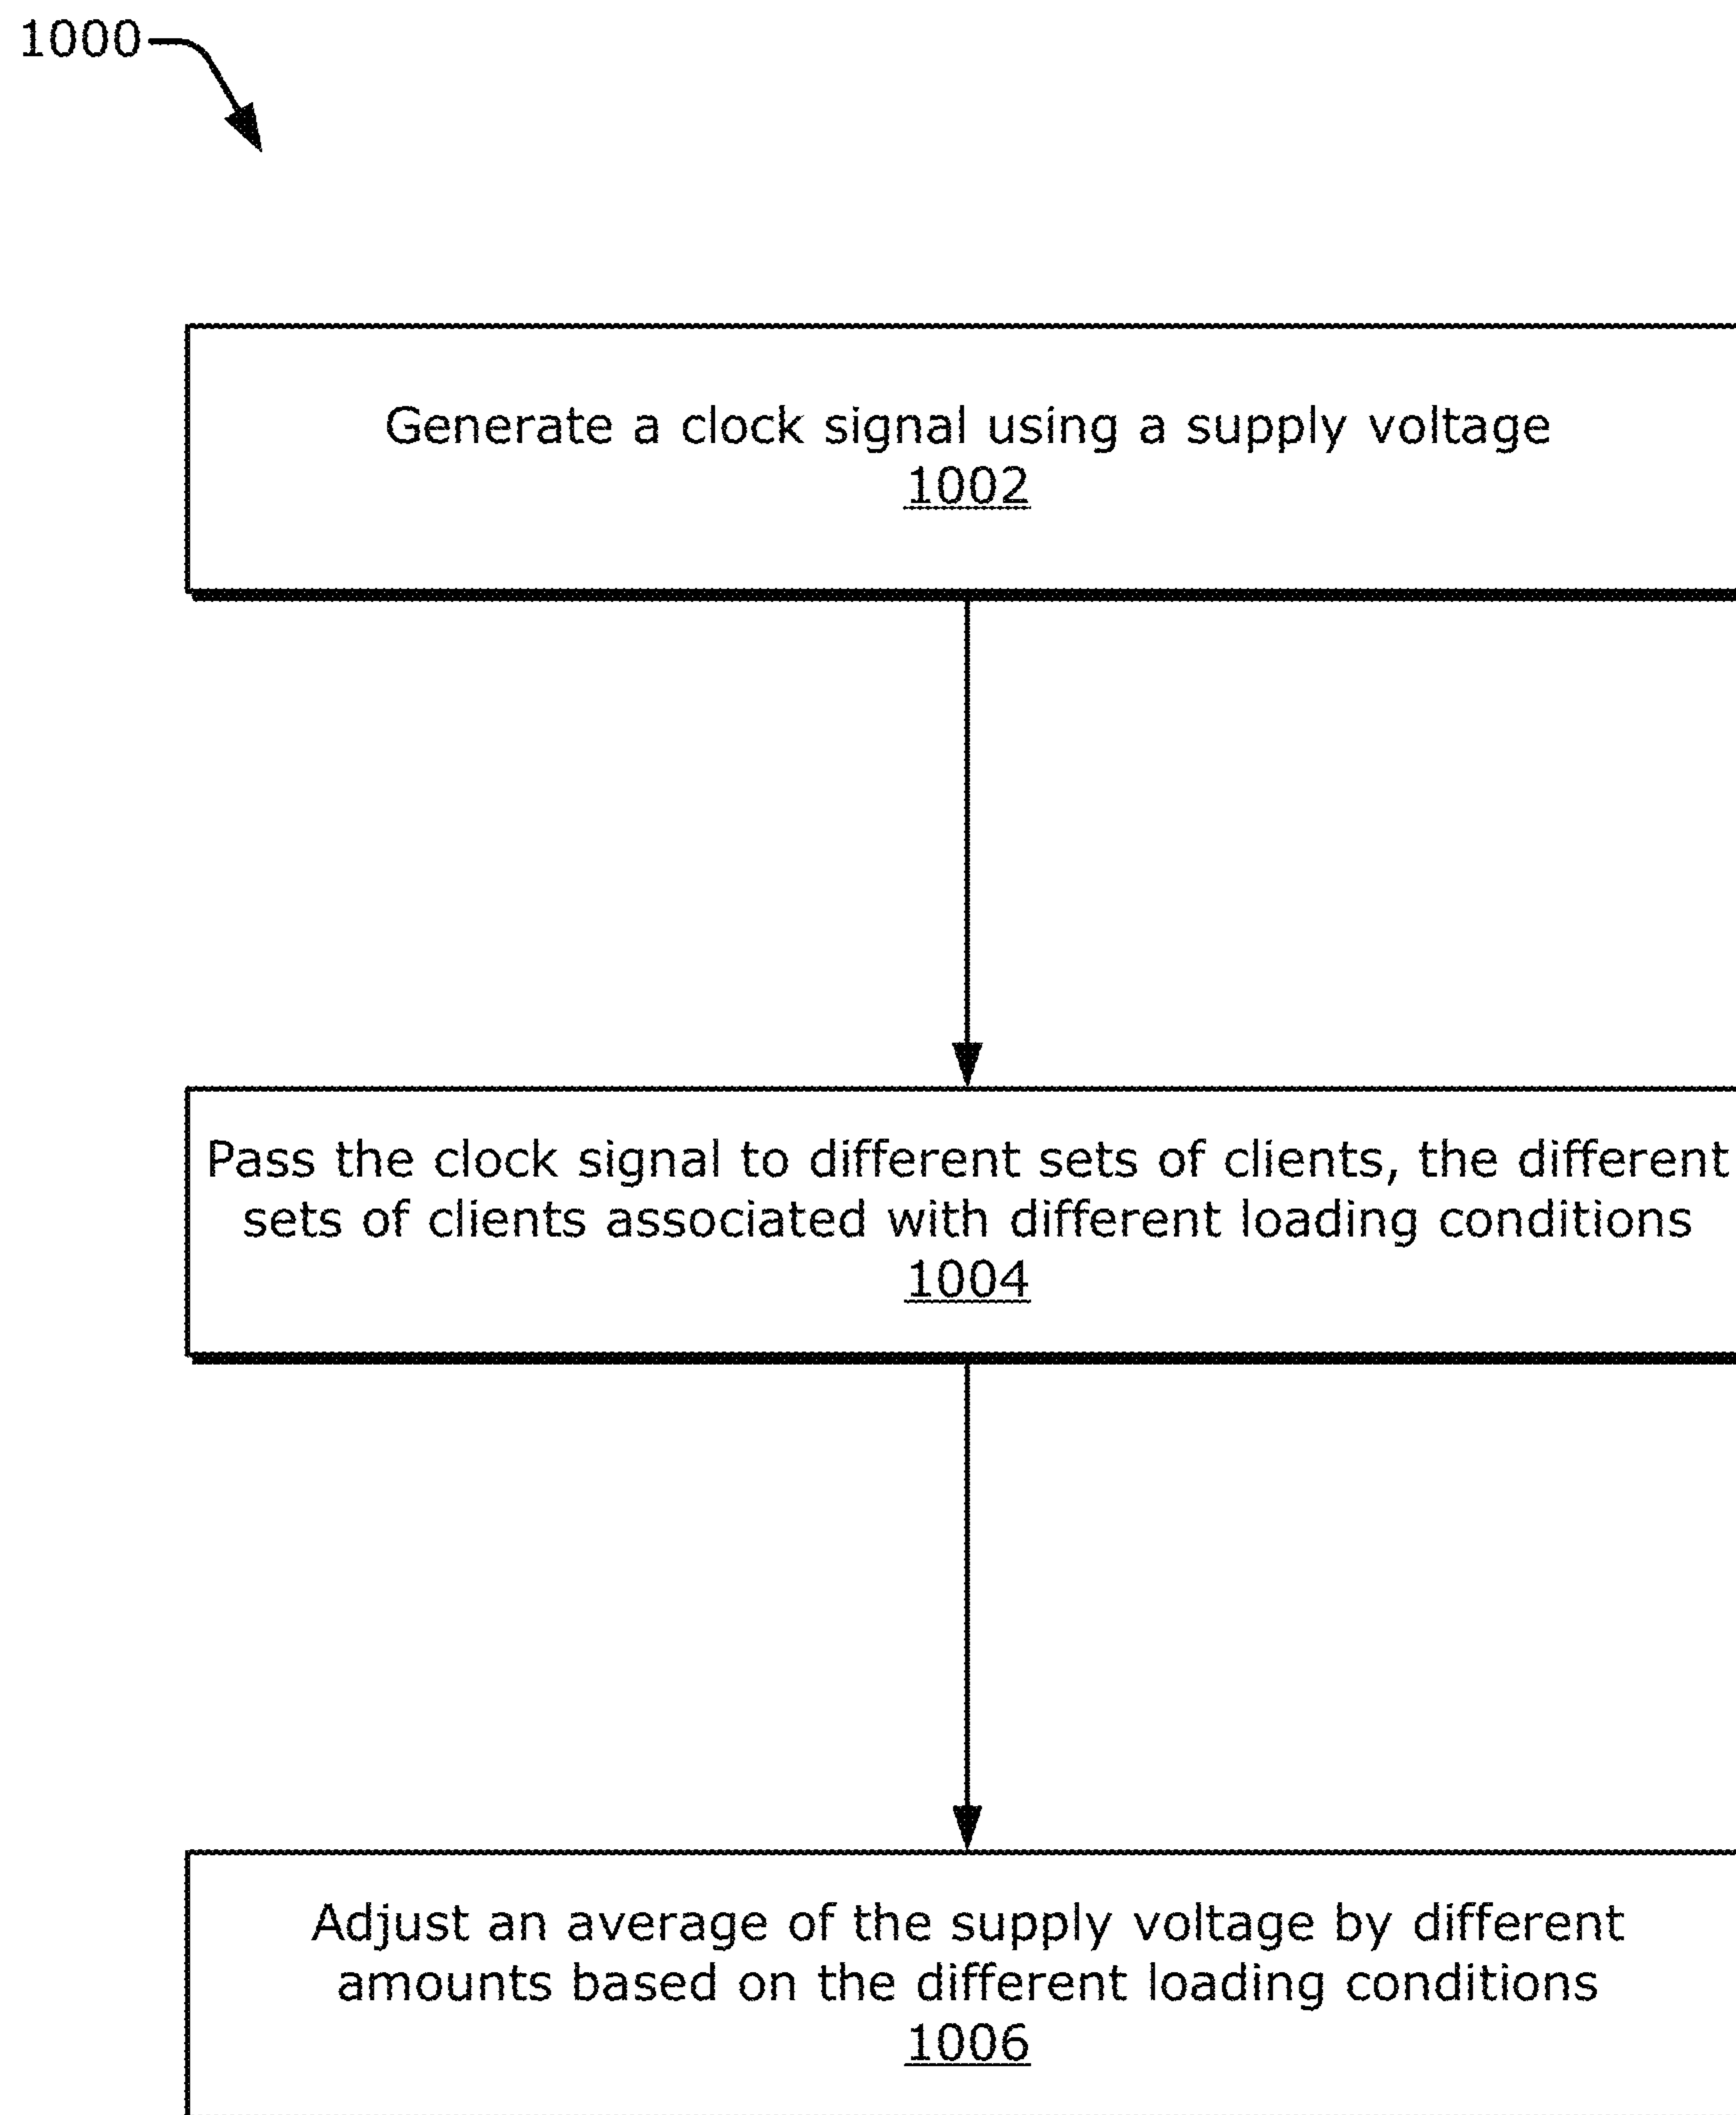 1000
Generate a clock signal using a supply voltage
1002
Pass the clock signal to different sets of clients, the different
sets of clients associated with different loading conditions
1004
Adjust an average of the supply voltage by different
amounts based on the different loading conditions
1006